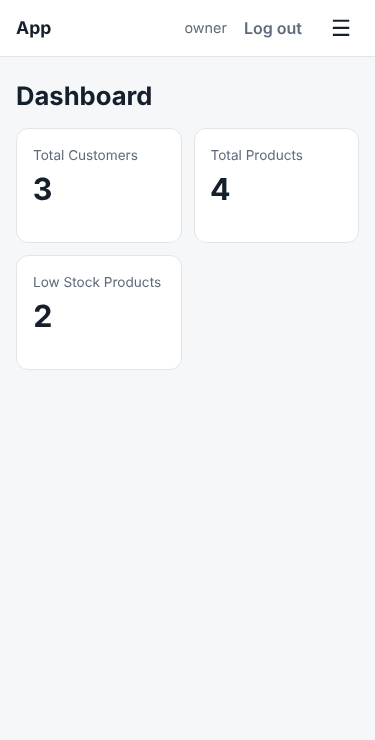 App owner Log out ☰
Dashboard
Total Customers
3
Total Products
4
Low Stock Products
2